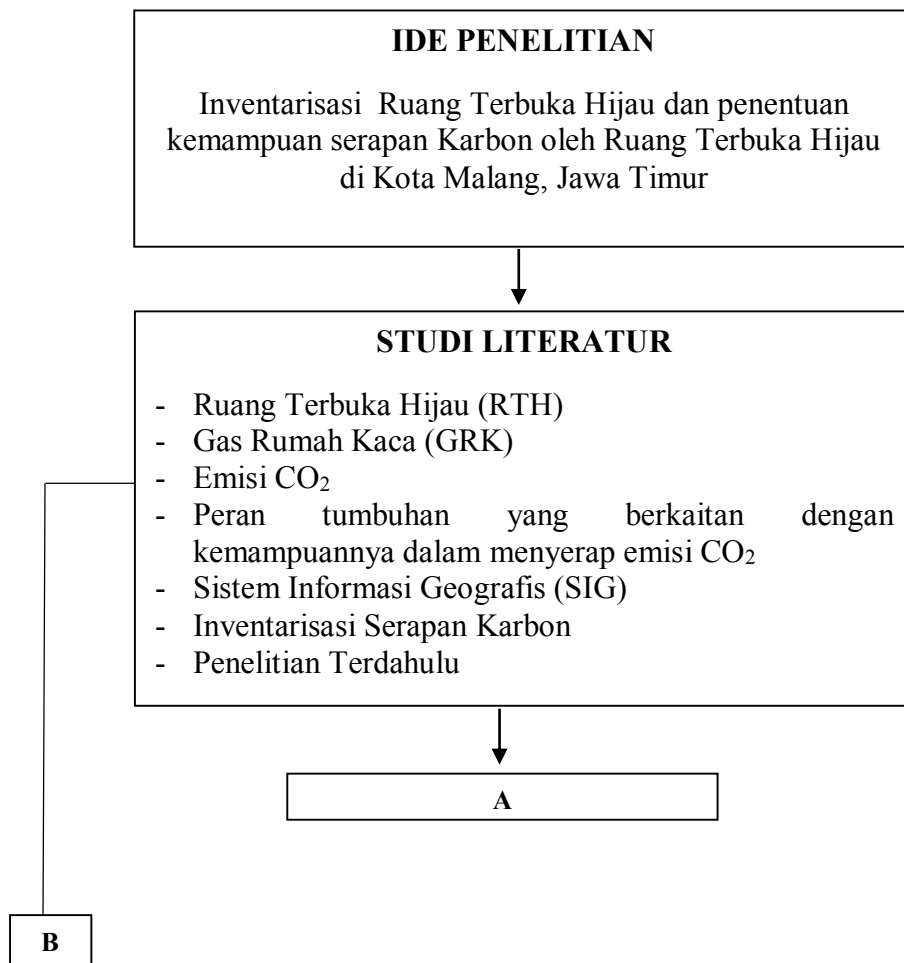 IDE PENELITIAN
Inventarisasi Ruang Terbuka Hijau dan penentuan
kemampuan serapan Karbon oleh Ruang Terbuka Hijau
di Kota Malang, Jawa Timur
STUDI LITERATUR
- Ruang Terbuka Hijau (RTH)
- Gas Rumah Kaca (GRK)
- Emisi CO₂
- Peran tumbuhan yang berkaitan dengan
kemampuannya dalam menyerap emisi CO₂
- Sistem Informasi Geografis (SIG)
- Inventarisasi Serapan Karbon
- Penelitian Terdahulu
A
B